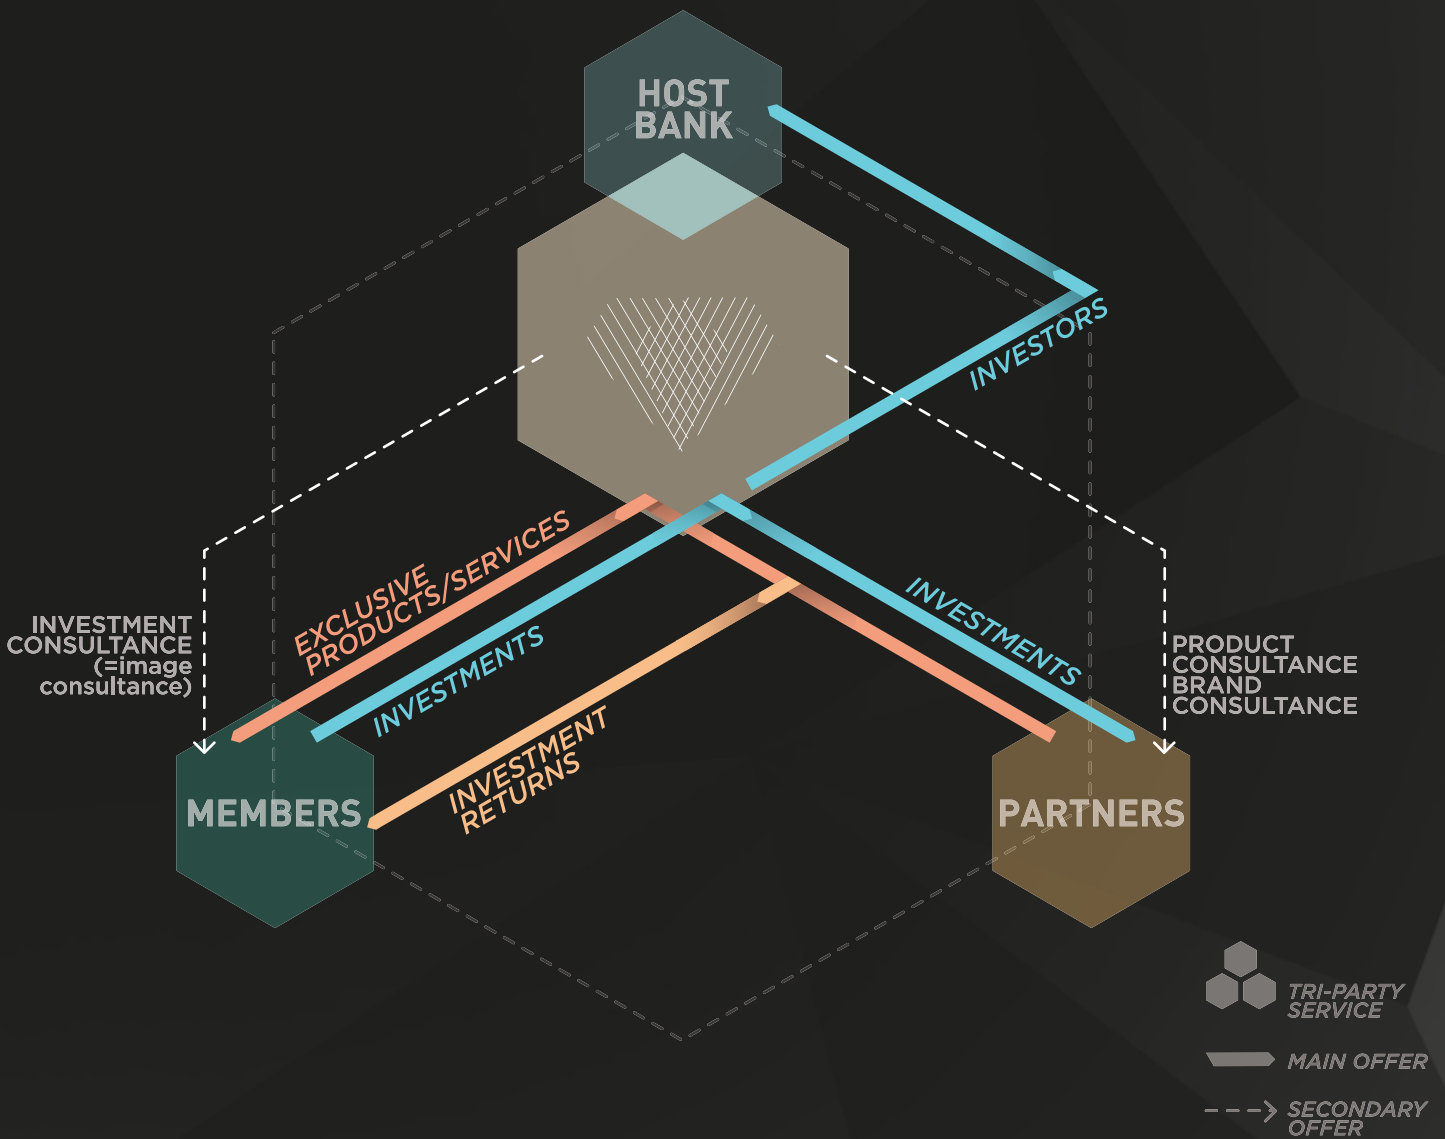 HOST
BANK
INVESTORS
EXCLUSIVE
PRODUCTS/SERVICES
INVESTMENTS
INVESTMENTS
INVESTMENT
CONSULTANCE
(=image
consultance)
PRODUCT
CONSULTANCE
BRAND
CONSULTANCE
INVESTMENT
RETURNS
MEMBERS
PARTNERS
TRI-PARTY
SERVICE
MAIN OFFER
SECONDARY
OFFER